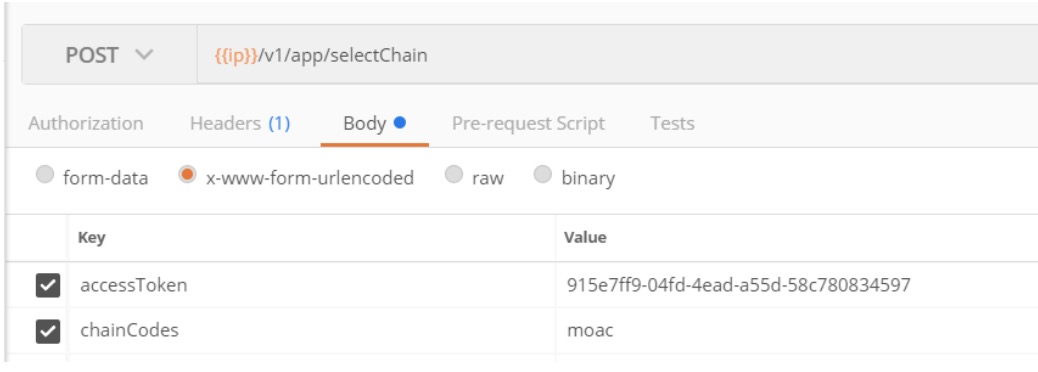 POST {{ip}}/v1/app/selectChain
Authorization Headers (1) Body Pre-request Script Tests
form-data x-www-form-urlencoded raw binary
Key Value
accessToken 915e7ff9-04fd-4ead-a55d-58c780834597
chainCodes moac